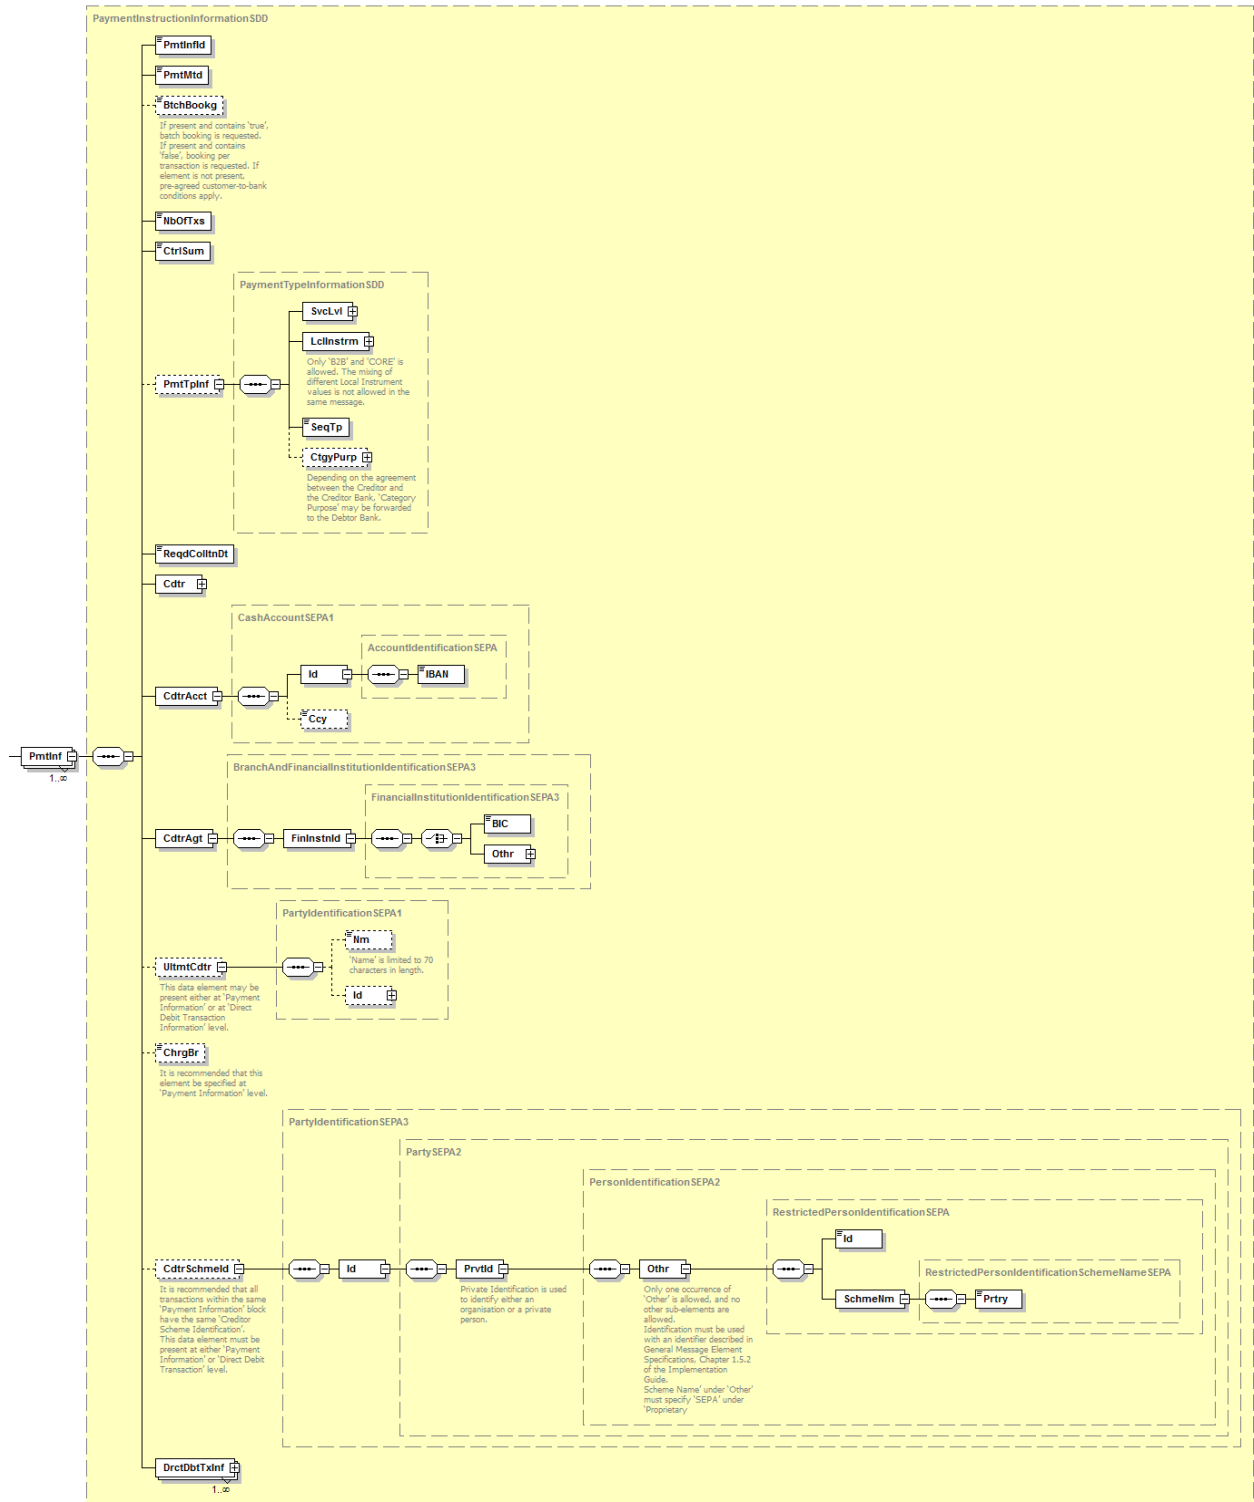 PaymentInstructionInformationSDD
PmtInfId
PmtMtd
BtchBookg
If present and contains 'true',
batch booking is requested.
If present and contains
'false', booking per
transaction is requested. If
element is not present,
pre-agreed customer-to-bank
conditions apply.
NbOfTxs
CtrlSum
PaymentTypeInformationSDD
SvcLvl
LclInstrm
Only 'B2B' and 'CORE' is
allowed. The mixing of
different Local Instrument
values is not allowed in the
same message.
PmtTpInf
SeqTp
CtgyPurp
Depending on the agreement
between the Creditor and
the Creditor Bank, 'Category
Purpose' may be forwarded
to the Debtor Bank.
ReqdColltnDt
Cdtr
CashAccountSEPA1
AccountIdentificationSEPA
Id
IBAN
CdtrAcct
Ccy
PmtInf
1..∞
BranchAndFinancialInstitutionIdentificationSEPA3
FinancialInstitutionIdentificationSEPA3
BIC
CdtrAgt
FinInstnId
Othr
PartyIdentificationSEPA1
Nm
'Name' is limited to 70
characters in length.
UltmtCdtr
This data element may be
present either at 'Payment
Information' or at 'Direct
Debit Transaction
Information' level.
Id
ChrgBr
It is recommended that this
element be specified at
'Payment Information' level.
PartyIdentificationSEPA3
PartySEPA2
PersonIdentificationSEPA2
RestrictedPersonIdentificationSEPA
Id
CdtrSchmeId
It is recommended that all
transactions within the same
'Payment Information' block
have the same 'Creditor
Scheme Identification'.
This data element must be
present at either 'Payment
Information' or 'Direct Debit
Transaction' level.
Id
PrvtId
Private Identification is used
to identify either an
organisation or a private
person.
Othr
Only one occurrence of
'Other' is allowed, and no
other sub-elements are
allowed.
Identification must be used
with an identifier described in
General Message Element
Specifications, Chapter 1.5.2
of the Implementation
Guide.
Scheme Name' under 'Other'
must specify 'SEPA' under
'Proprietary
RestrictedPersonIdentificationSchemeNameSEPA
SchmeNm
Prtry
DrctDbtTxInf
1..∞